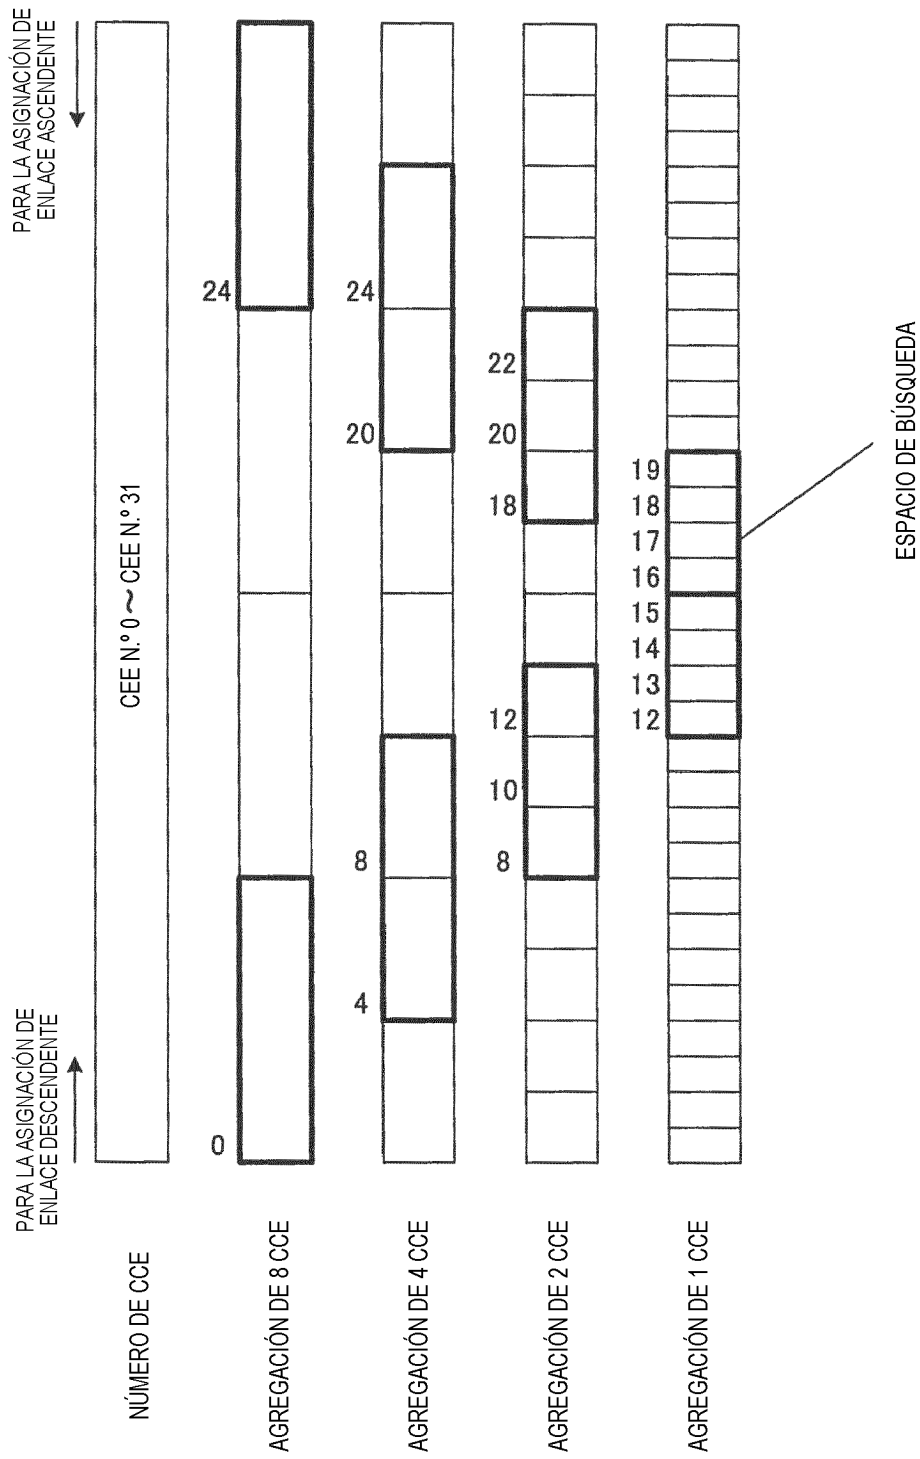 PARA LA ASIGNACIÓN DE
ENLACE DESCENDENTE
PARA LA ASIGNACIÓN DE
ENLACE ASCENDENTE
NÚMERO DE CCE
CEE N.º 0 ~ CEE N.º 31
AGREGACIÓN DE 8 CCE
0
24
AGREGACIÓN DE 4 CCE
4
8
20
24
AGREGACIÓN DE 2 CCE
8
10
12
18
20
22
AGREGACIÓN DE 1 CCE
12
13
14
15
16
17
18
19
ESPACIO DE BÚSQUEDA